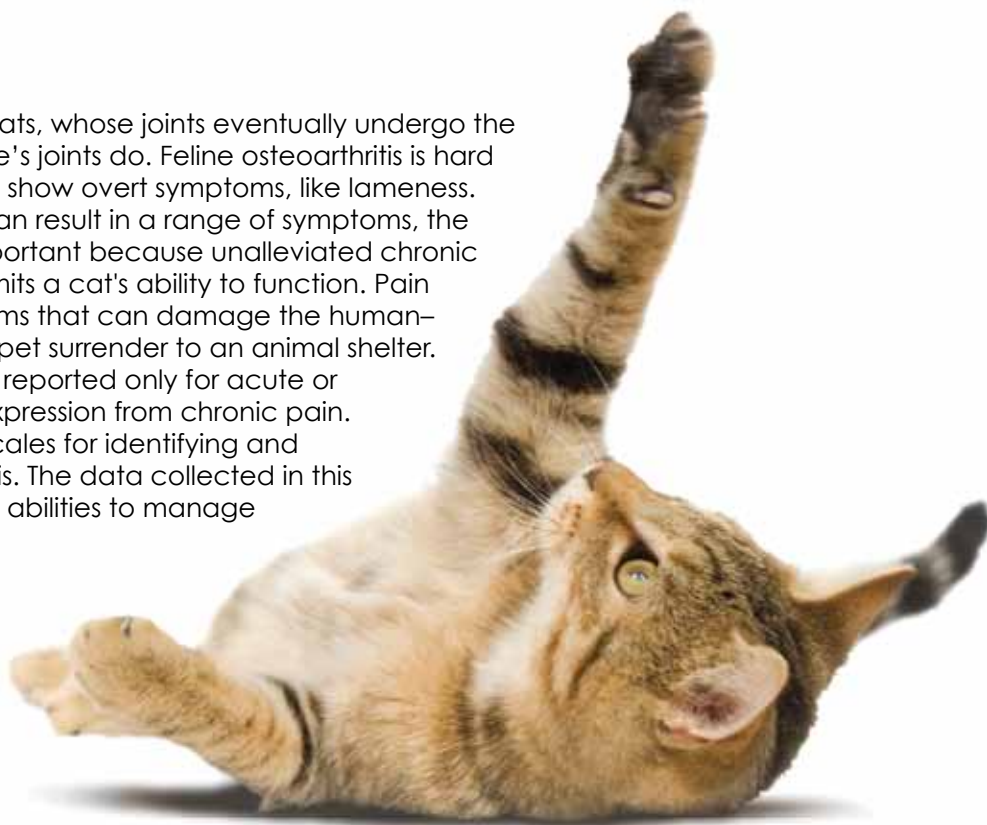 ats, whose joints eventually undergo the
e’s joints do. Feline osteoarthritis is hard
show overt symptoms, like lameness.
an result in a range of symptoms, the
portant because unalleviated chronic
mits a cat's ability to function. Pain
ms that can damage the human–
pet surrender to an animal shelter.
reported only for acute or
xpression from chronic pain.
cales for identifying and
is. The data collected in this
abilities to manage